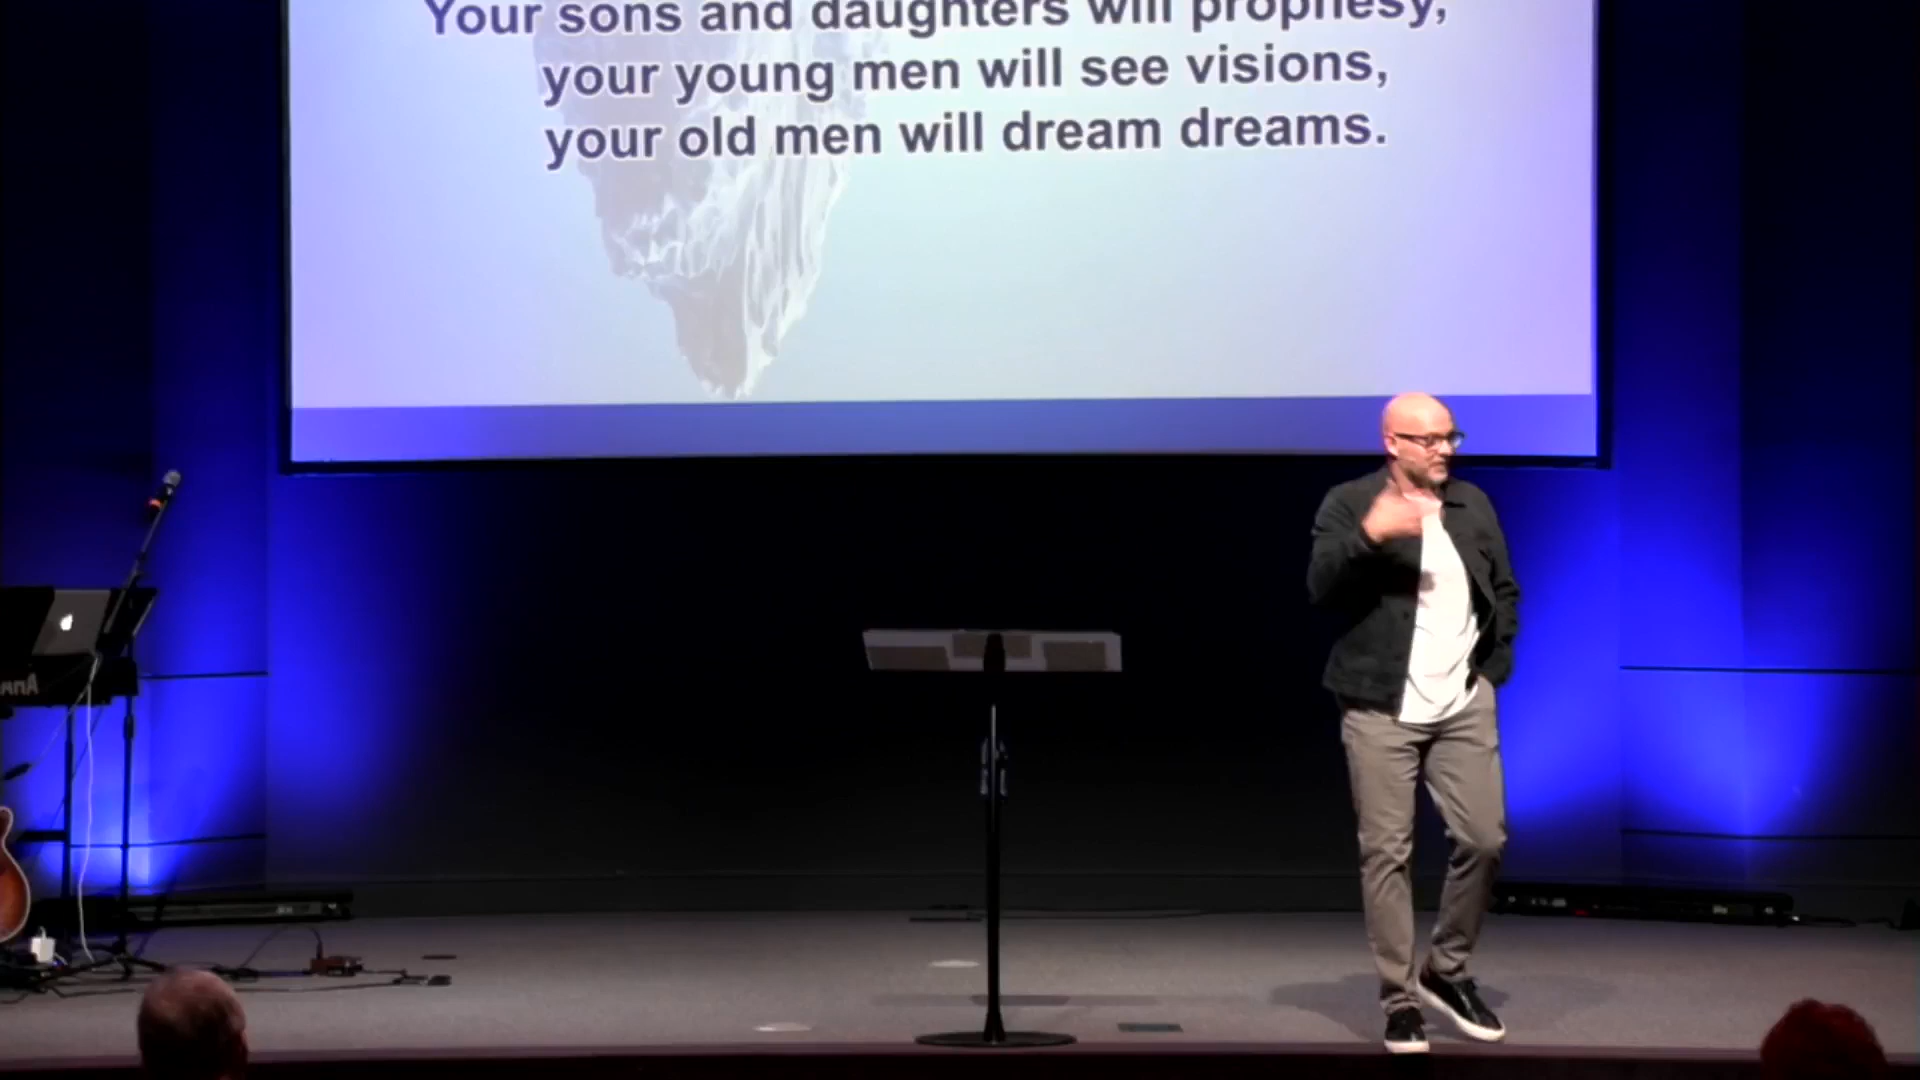 Your sons and daughters will prophesy,
your young men will see visions,
your old men will dream dreams.